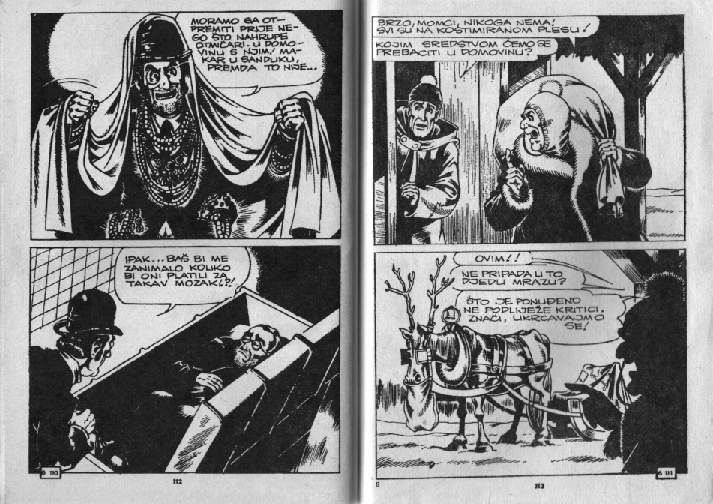 MORAMO GA OT-
PREMITI PRIJE NE-
GO ŠTO NAHRUPE
OTMIČARI. U DOMO-
VINU S NJIM! MA-
KAR U SANDUKU,
PREMDA TO NIJE...
IPAK... BAŠ BI ME
ZANIMALO KOLIKO
BI ONI PLATILI ZA
TAKAV MOZAK!?!
112
BRZO, MOMCI, NIKOGA NEMA!
SVI SU NA KOSTIMIRANOM PLESU!
KOJIM SREDSTVOM ĆEMO SE
PREBACITI U DOMOVINU?
OVIM!!
NE PRIPADA LI TO
DJEDU MRAZU?
ŠTO JE PONUĐENO
NE PODLIJEŽE KRITICI.
ZNAČI, UKRCAVAJMO
SE!
113